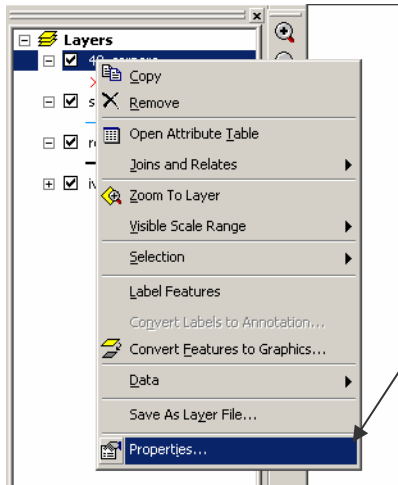 Layers
Copy
s
Remove
Open Attribute Table
Joins and Relates
Zoom To Layer
Visible Scale Range
Selection
Label Features
Convert Labels to Annotation...
Convert Features to Graphics...
Data
Save As Layer File...
Properties...